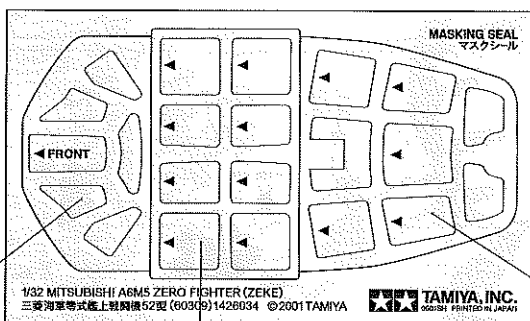 MASKING SEAL
マスクシール
◀ FRONT
1/32 MITSUBISHI A6M5 ZERO FIGHTER (ZEKE)
三菱海軍零式艦上戦闘機52型 (60309) 1426034 ©2001 TAMIYA
TAMIYA, INC.
PRINTED IN JAPAN